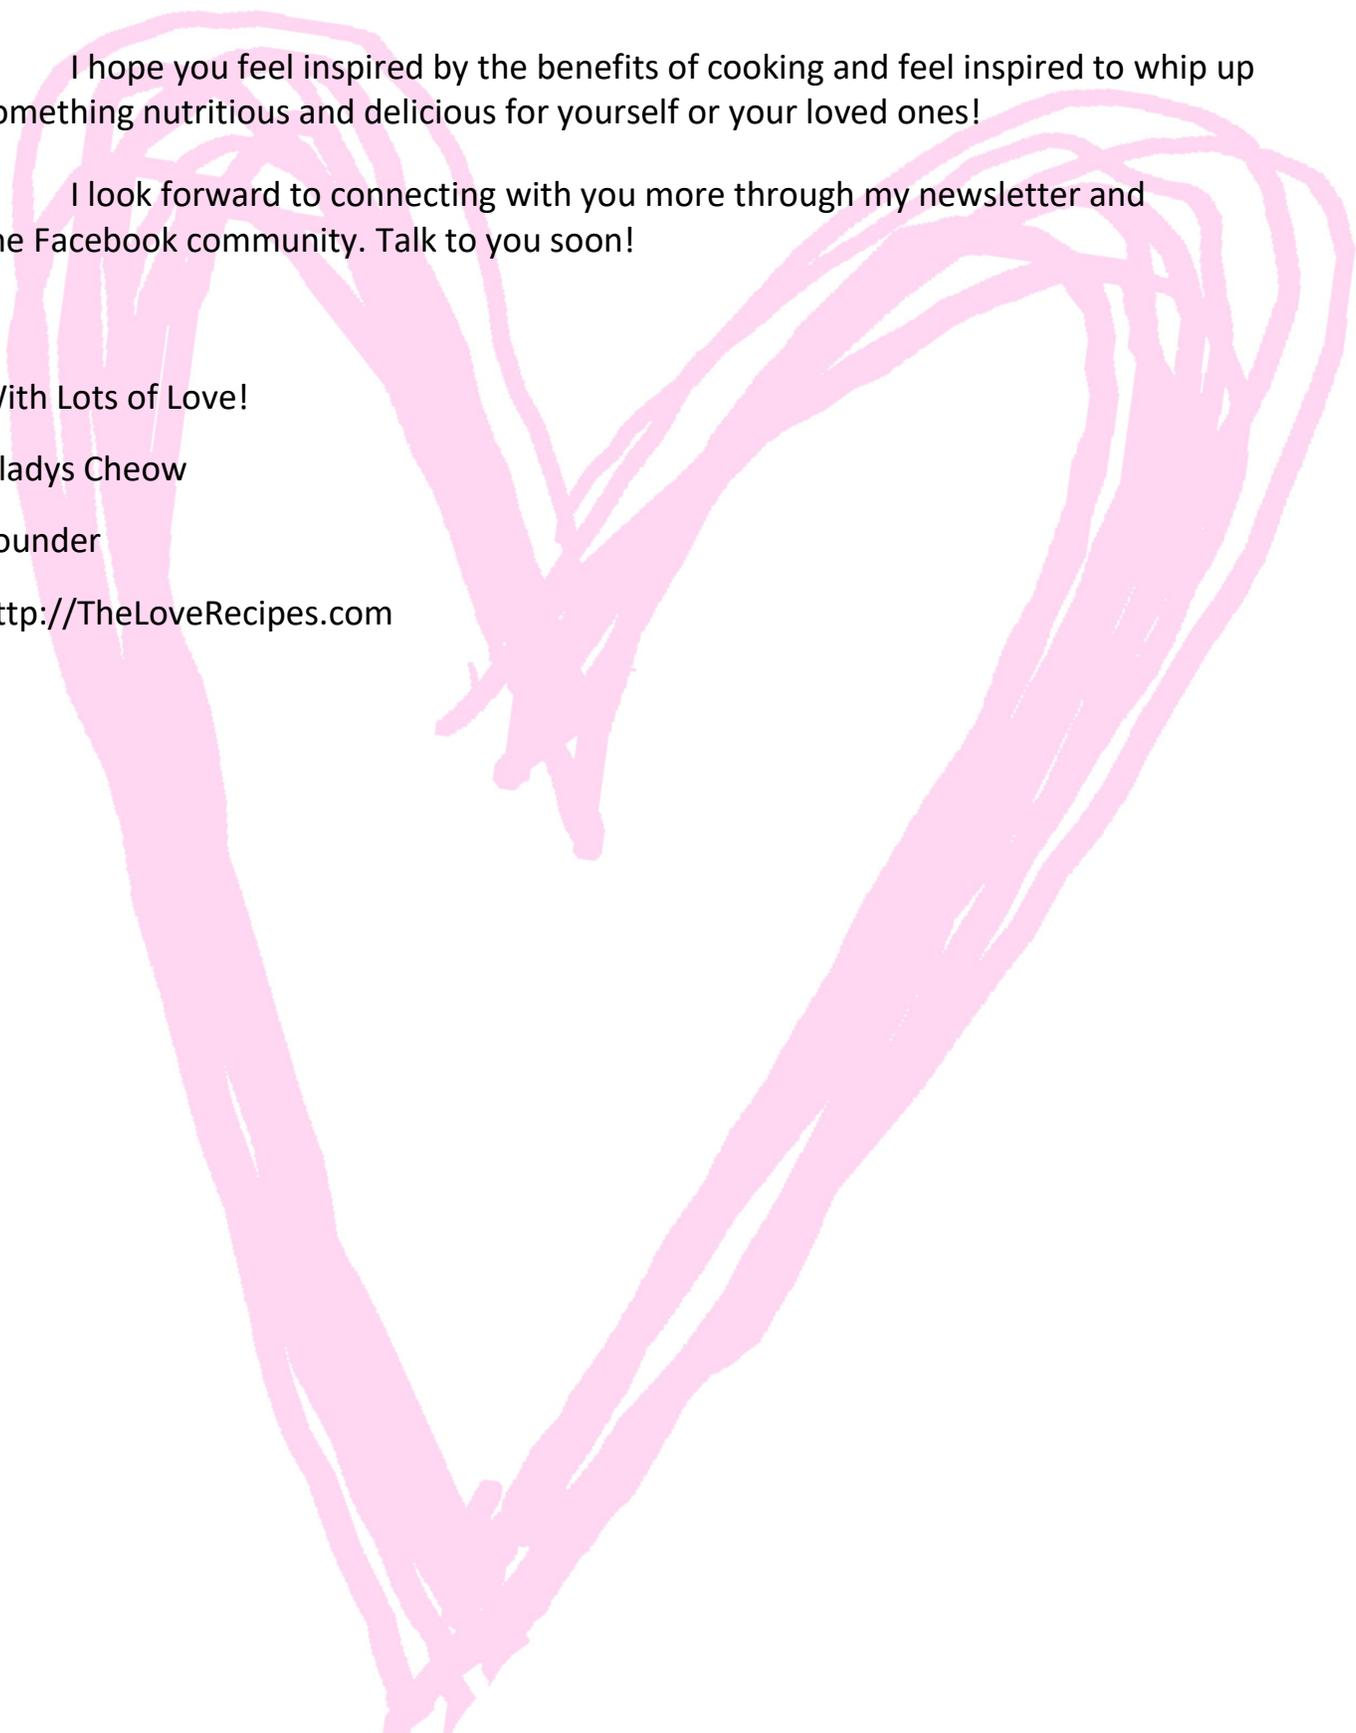 I hope you feel inspired by the benefits of cooking and feel inspired to whip up
omething nutritious and delicious for yourself or your loved ones!
I look forward to connecting with you more through my newsletter and
he Facebook community. Talk to you soon!
With Lots of Love!
ladys Cheow
ounder
ttp://TheLoveRecipes.com